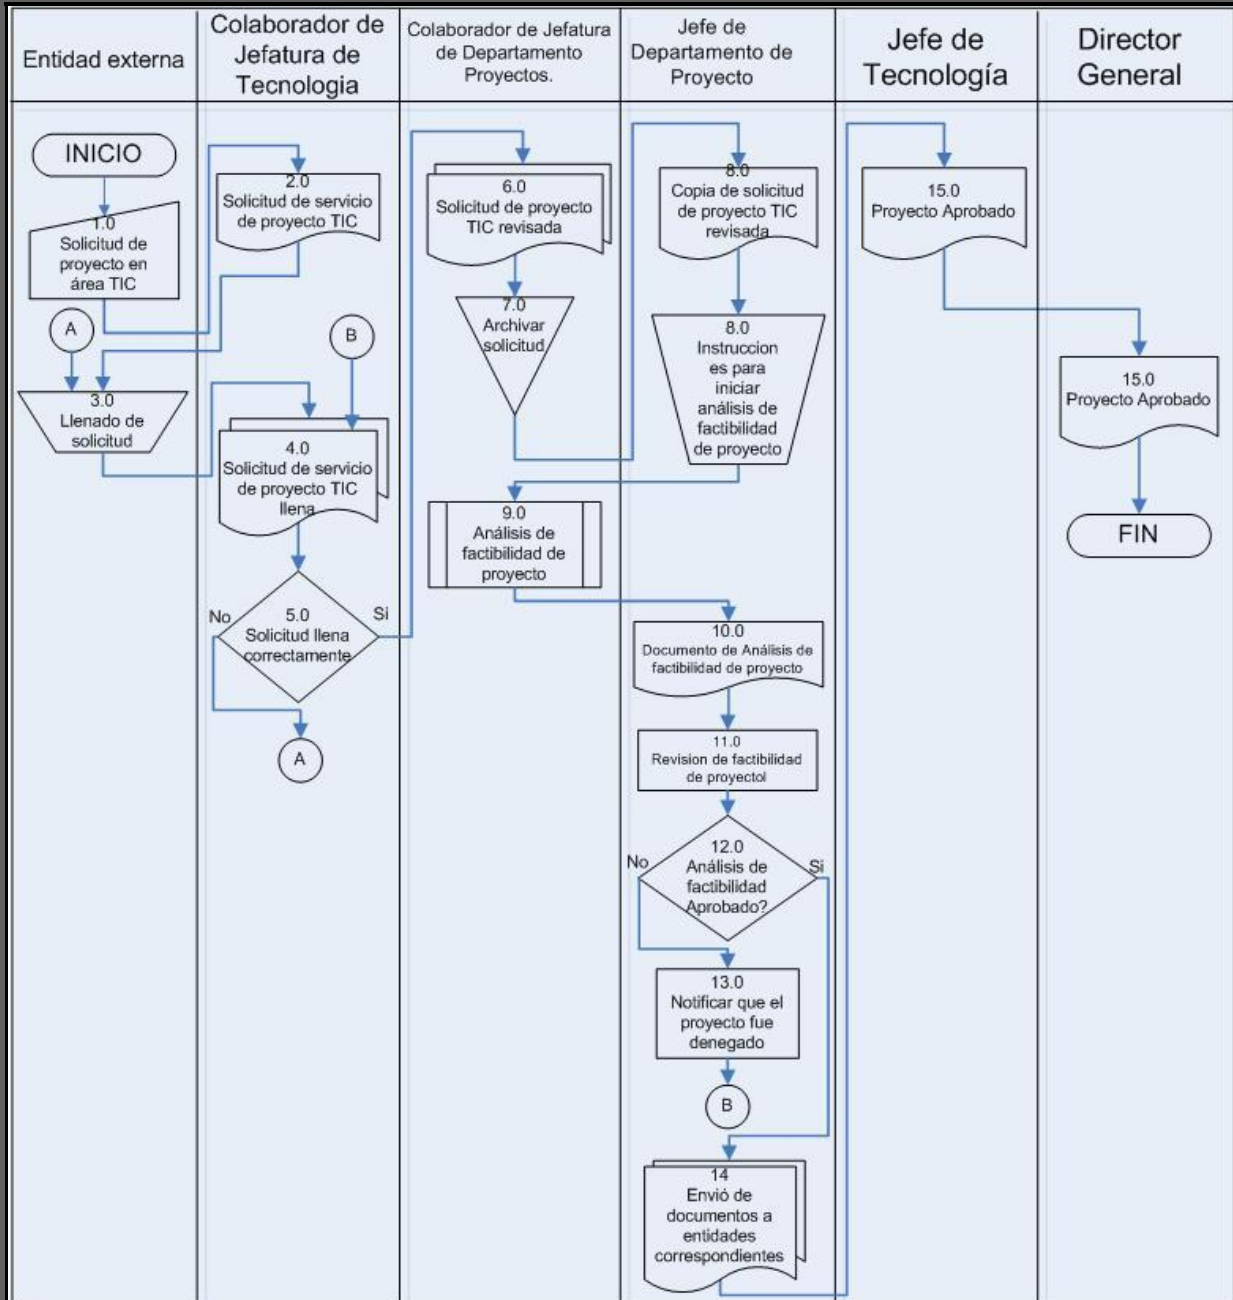 Entidad externa
Colaborador de
Jefatura de
Tecnologia
Colaborador de Jefatura
de Departamento
Proyectos.
Jefe de
Departamento de
Proyecto
Jefe de
Tecnología
Director
General
INICIO
1.0
Solicitud de
proyecto en
área TIC
A
3.0
Llenado de
solicitud
2.0
Solicitud de servicio
de proyecto TIC
B
4.0
Solicitud de servicio
de proyecto TIC
llena
No
5.0
Solicitud llena
correctamente
Si
A
6.0
Solicitud de proyecto
TIC revisada
7.0
Archivar
solicitud
9.0
Análisis de
factibilidad de
proyecto
8.0
Copia de solicitud
de proyecto TIC
revisada
8.0
Instruccion
es para
iniciar
análisis de
factibilidad
de proyecto
10.0
Documento de Análisis de
factibilidad de proyecto
11.0
Revision de factibilidad
de proyectol
No
12.0
Análisis de
factibilidad
Aprobado?
Si
13.0
Notificar que el
proyecto fue
denegado
B
14
Envió de
documentos a
entidades
correspondientes
15.0
Proyecto Aprobado
15.0
Proyecto Aprobado
FIN